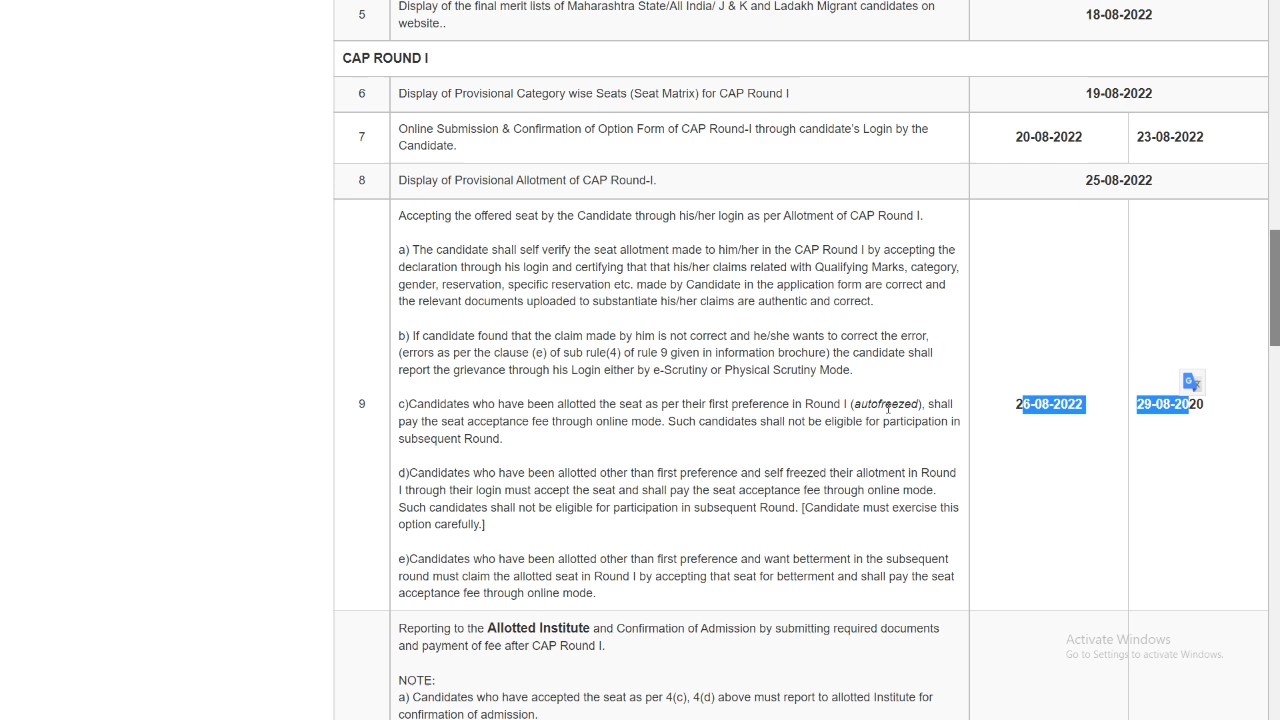 5
Display of the final merit lists of Maharashtra State/All India/ J & K and Ladakh Migrant candidates on
website..
18-08-2022
CAP ROUND I
6
Display of Provisional Category wise Seats (Seat Matrix) for CAP Round I
19-08-2022
7
Online Submission & Confirmation of Option Form of CAP Round-I through candidate's Login by the
Candidate.
20-08-2022
23-08-2022
8
Display of Provisional Allotment of CAP Round-I.
25-08-2022
9
Accepting the offered seat by the Candidate through his/her login as per Allotment of CAP Round I.
a) The candidate shall self verify the seat allotment made to him/her in the CAP Round I by accepting the
declaration through his login and certifying that that his/her claims related with Qualifying Marks, category,
gender, reservation, specific reservation etc. made by Candidate in the application form are correct and
the relevant documents uploaded to substantiate his/her claims are authentic and correct.
b) If candidate found that the claim made by him is not correct and he/she wants to correct the error,
(errors as per the clause (e) of sub rule(4) of rule 9 given in information brochure) the candidate shall
report the grievance through his Login either by e-Scrutiny or Physical Scrutiny Mode.
c)Candidates who have been allotted the seat as per their first preference in Round I (autofreezed), shall
pay the seat acceptance fee through online mode. Such candidates shall not be eligible for participation in
subsequent Round.
d)Candidates who have been allotted other than first preference and self freezed their allotment in Round
I through their login must accept the seat and shall pay the seat acceptance fee through online mode.
Such candidates shall not be eligible for participation in subsequent Round. [Candidate must exercise this
option carefully.]
e)Candidates who have been allotted other than first preference and want betterment in the subsequent
round must claim the allotted seat in Round I by accepting that seat for betterment and shall pay the seat
acceptance fee through online mode.
26-08-2022
29-08-2020
Reporting to the Allotted Institute and Confirmation of Admission by submitting required documents
and payment of fee after CAP Round I.
NOTE:
a) Candidates who have accepted the seat as per 4(c), 4(d) above must report to allotted Institute for
confirmation of admission.
Activate Windows
Go to Settings to activate Windows.